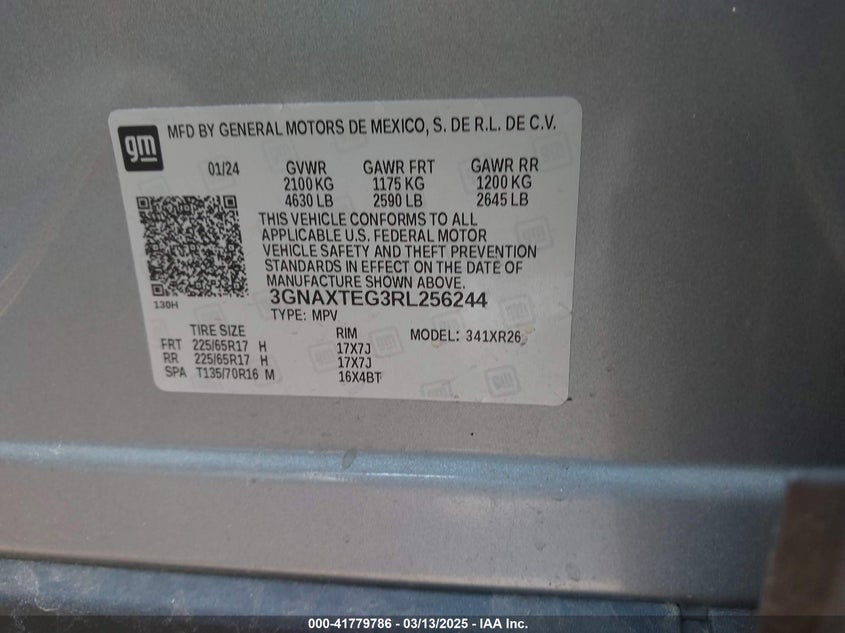 gm
MFD BY GENERAL MOTORS DE MEXICO, S. DE R.L. DE C.V.
01/24 GVWR GAWR FRT GAWR RR
2100 KG 1175 KG 1200 KG
4630 LB 2590 LB 2645 LB
THIS VEHICLE CONFORMS TO ALL
APPLICABLE U.S. FEDERAL MOTOR
VEHICLE SAFETY AND THEFT PREVENTION
STANDARDS IN EFFECT ON THE DATE OF
MANUFACTURE SHOWN ABOVE.
130H
3GNAXTEG3RL256244
TYPE: MPV
TIRE SIZE RIM MODEL: 341XR26
FRT 225/65R17 H 17X7J
RR 225/65R17 H 17X7J
SPA T135/70R16 M 16X4BT
000-41779786 - 03/13/2025 - IAA Inc.